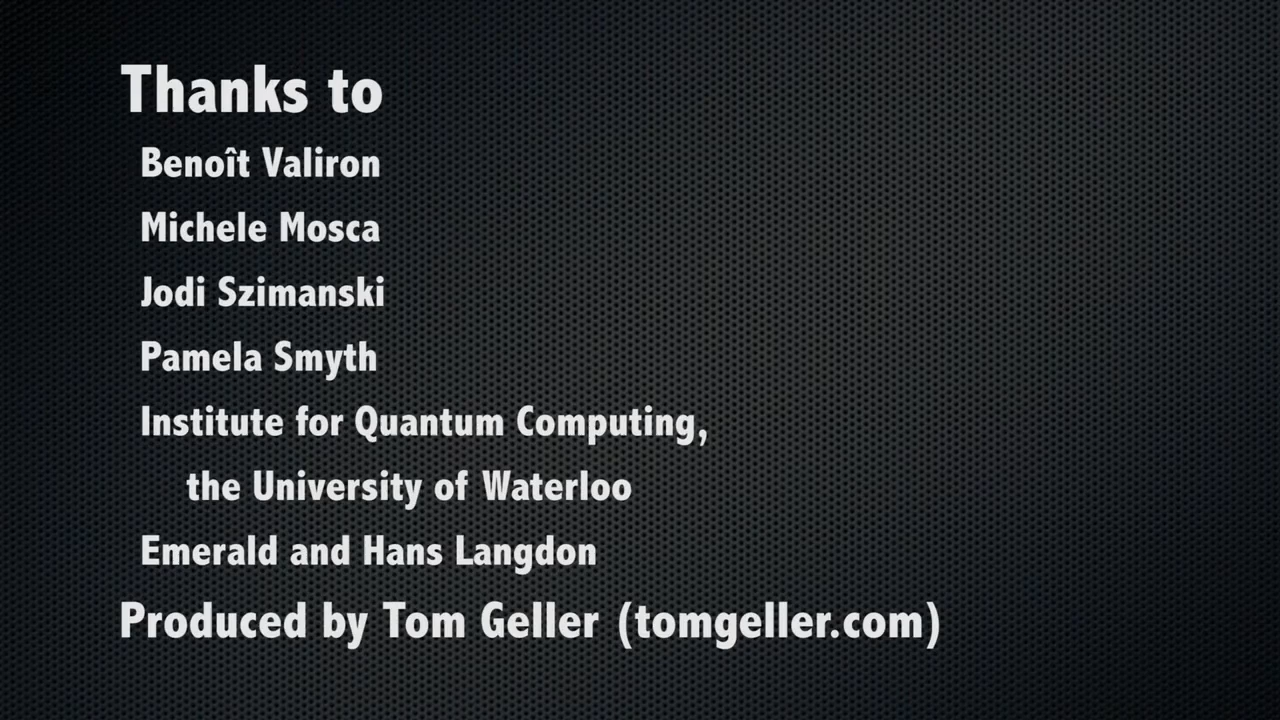 Thanks to
Benoît Valiron
Michele Mosca
Jodi Szimanski
Pamela Smyth
Institute for Quantum Computing,
the University of Waterloo
Emerald and Hans Langdon
Produced by Tom Geller (tomgeller.com)